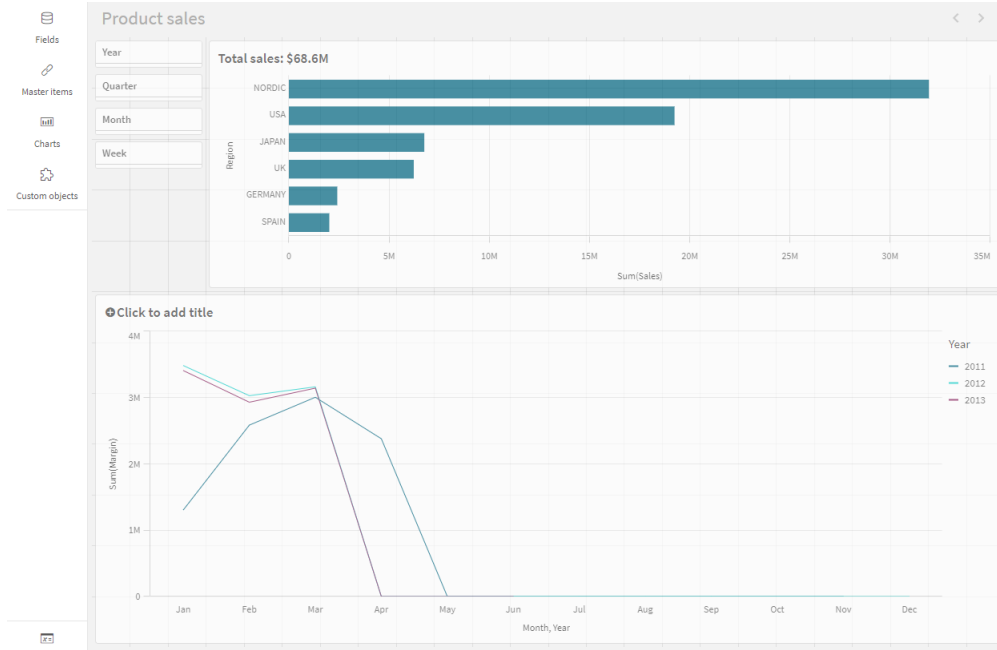 Product sales
Fields
Master items
Charts
Custom objects
Year
Quarter
Month
Week
Total sales: $68.6M
Region
NORDIC
USA
JAPAN
UK
GERMANY
SPAIN
0 5M 10M 15M 20M 25M 30M 35M
Sum(Sales)
Click to add title
Sum(Margin)
4M
3M
2M
1M
0
Jan Feb Mar Apr May Jun Jul Aug Sep Oct Nov Dec
Month, Year
Year
2011
2012
2013